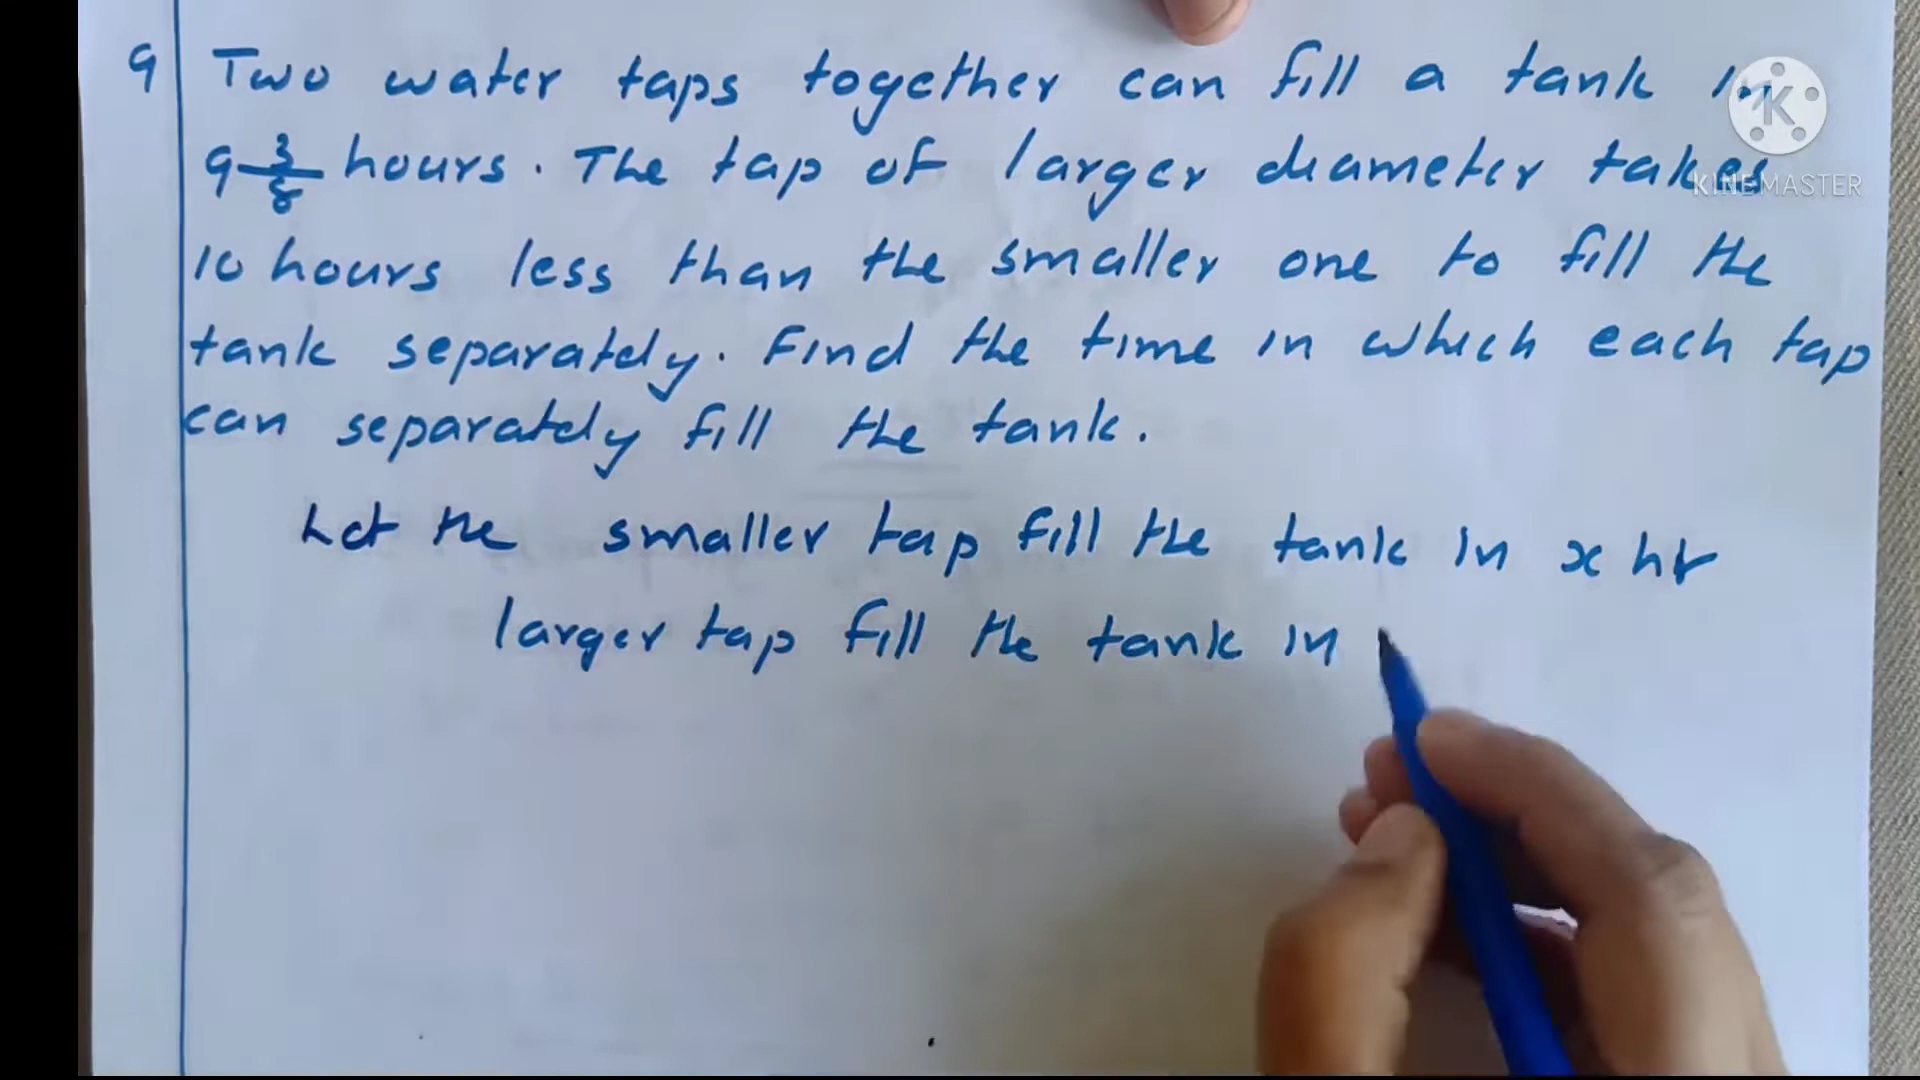 9 Two water taps together can fill a tank in
9 3/8 hours. The tap of larger diameter takes
10 hours less than the smaller one to fill the
tank separately. Find the time in which each tap
can separately fill the tank.
Let the smaller tap fill the tank in x hr
larger tap fill the tank in
K
KINEMASTER